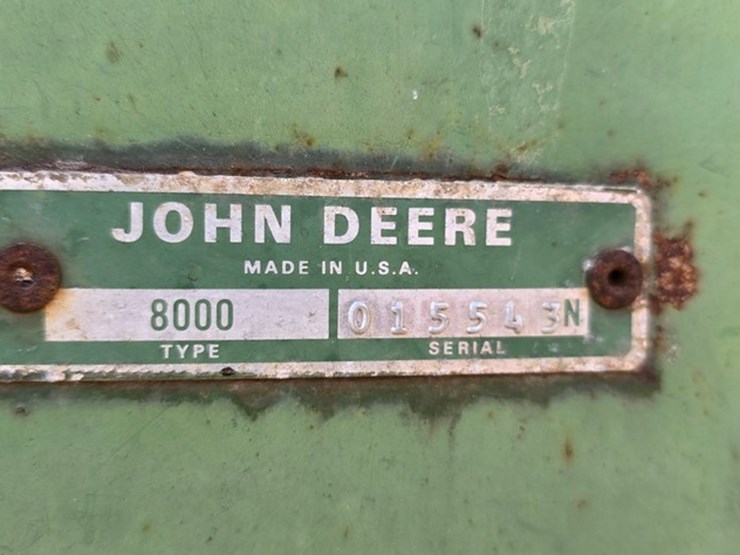 JOHN DEERE
MADE IN U.S.A.
8000 015543N
TYPE SERIAL